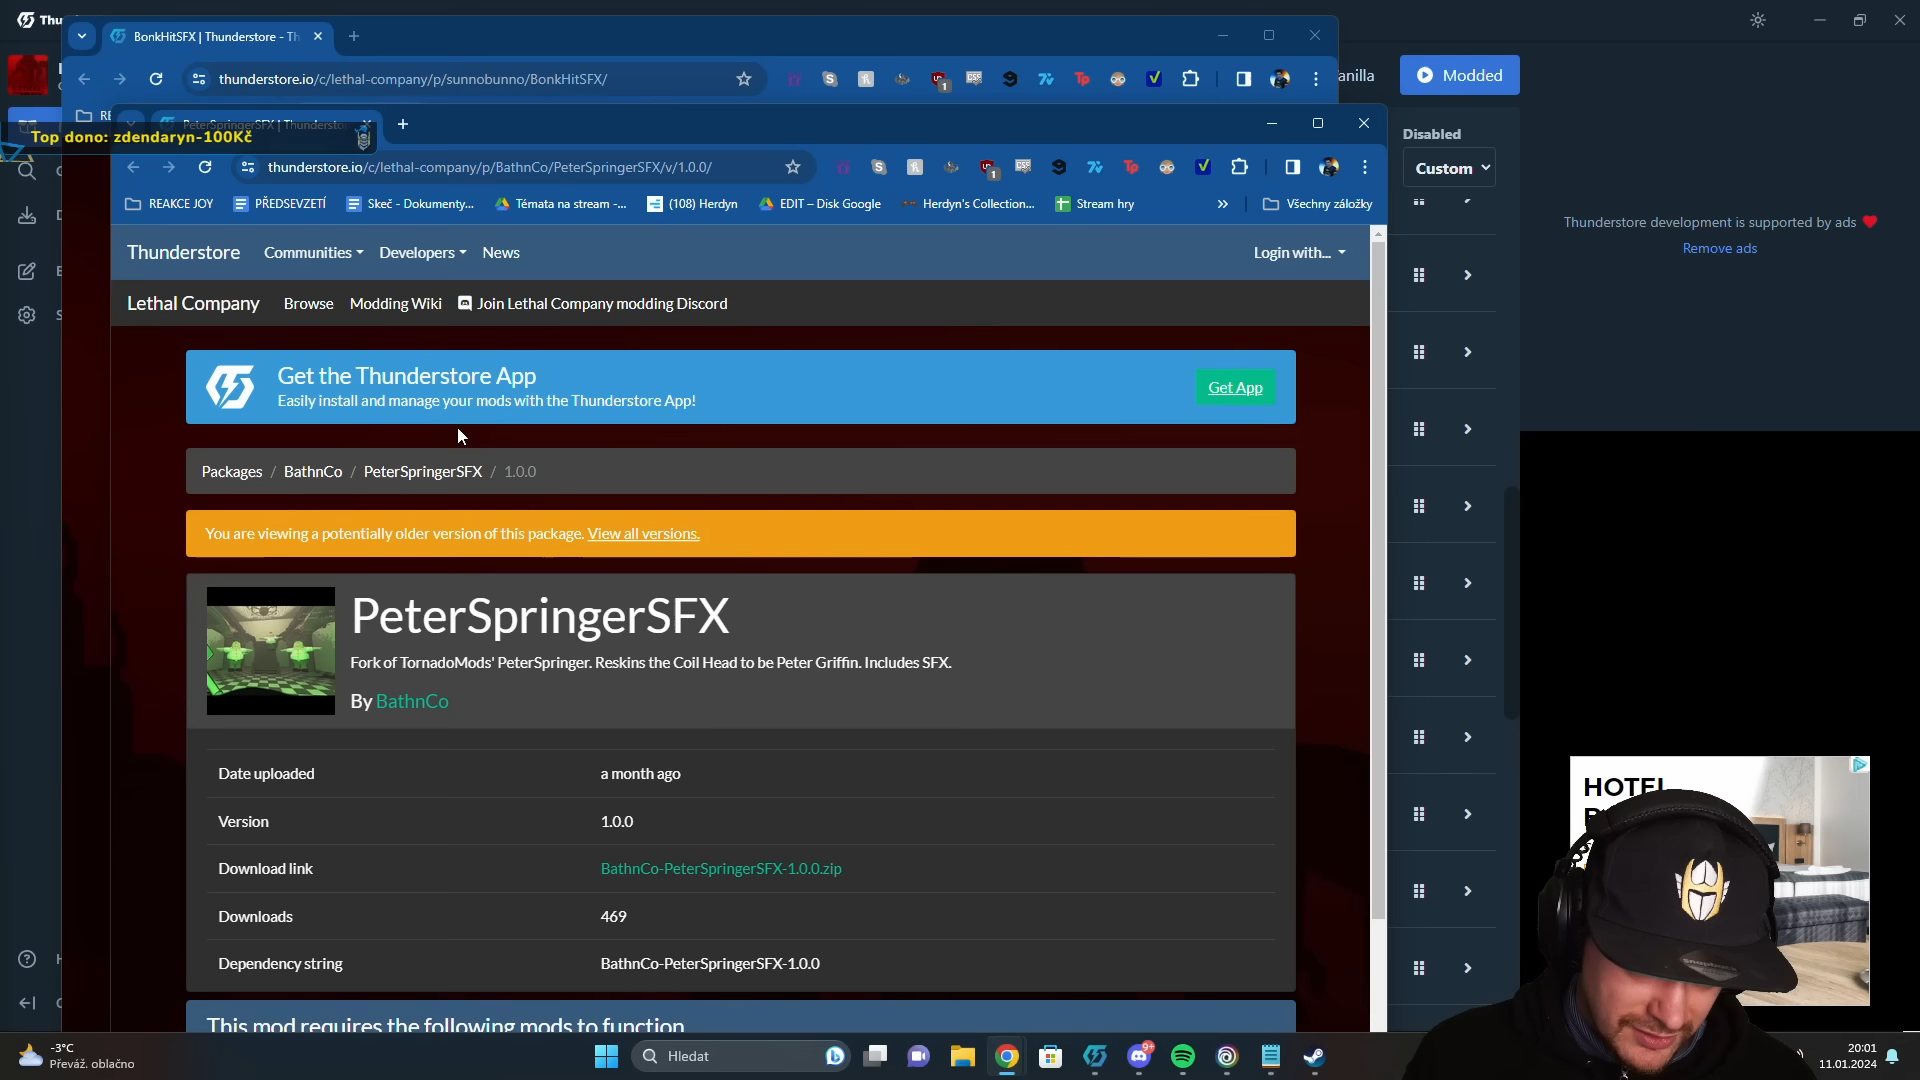 BonkHitSFX | Thunderstore - Th
thunderstore.io/c/lethal-company/p/sunnobunno/BonkHitSFX/
anilla
Modded
PeterSpringerSFX | Thundersto
Top dono: zdendaryn-100Kč
Disabled
Custom
thunderstore.io/c/lethal-company/p/BathnCo/PeterSpringerSFX/v/1.0.0/
REAKCE JOY
PŘEDSEVZETÍ
Skeč - Dokumenty...
Témata na stream -...
(108) Herdyn
EDIT – Disk Google
Herdyn's Collection...
Stream hry
»
Všechny záložky
Thunderstore development is supported by ads
Remove ads
Thunderstore
Communities
Developers
News
Login with...
Lethal Company
Browse
Modding Wiki
Join Lethal Company modding Discord
Get the Thunderstore App
Easily install and manage your mods with the Thunderstore App!
Get App
Packages / BathnCo / PeterSpringerSFX / 1.0.0
You are viewing a potentially older version of this package. View all versions.
PeterSpringerSFX
Fork of TornadoMods' PeterSpringer. Reskins the Coil Head to be Peter Griffin. Includes SFX.
By BathnCo
Date uploaded
a month ago
Version
1.0.0
Download link
BathnCo-PeterSpringerSFX-1.0.0.zip
Downloads
469
Dependency string
BathnCo-PeterSpringerSFX-1.0.0
This mod requires the following mods to function
HOTEL
-3°C
Převáž. oblačno
Hledat
9+
20:01
11.01.2024